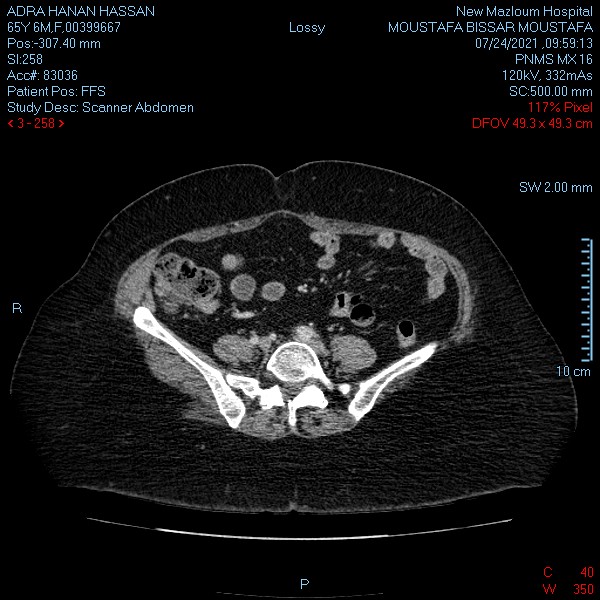 ADRA HANAN HASSAN
65Y 6M,F,00399667
Pos:-307.40 mm
SI:258
Acc#: 83036
Patient Pos: FFS
Study Desc: Scanner Abdomen
< 3 - 258 >
Lossy
New Mazloum Hospital
MOUSTAFA BISSAR MOUSTAFA
07/24/2021 ,09:59:13
PNMS MX 16
120kV, 332mAs
SC:500.00 mm
117% Pixel
DFOV 49.3 x 49.3 cm
SW 2.00 mm
R
10 cm
P
C 40
W 350